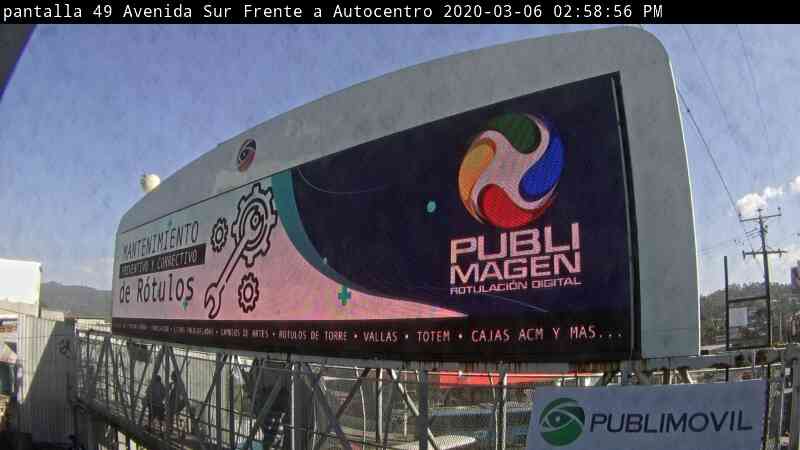 pantalla 49 Avenida Sur Frente a Autocentro 2020-03-06 02:58:56 PM
MANTENIMIENTO
PREVENTIVO Y CORRECTIVO
de Rótulos
PUBLI
MAGEN
ROTULACIÓN DIGITAL
• CAMBIOS DE ARTES • ROTULOS DE TORRE • VALLAS • TOTEM • CAJAS ACM Y MAS...
PUBLIMOVIL